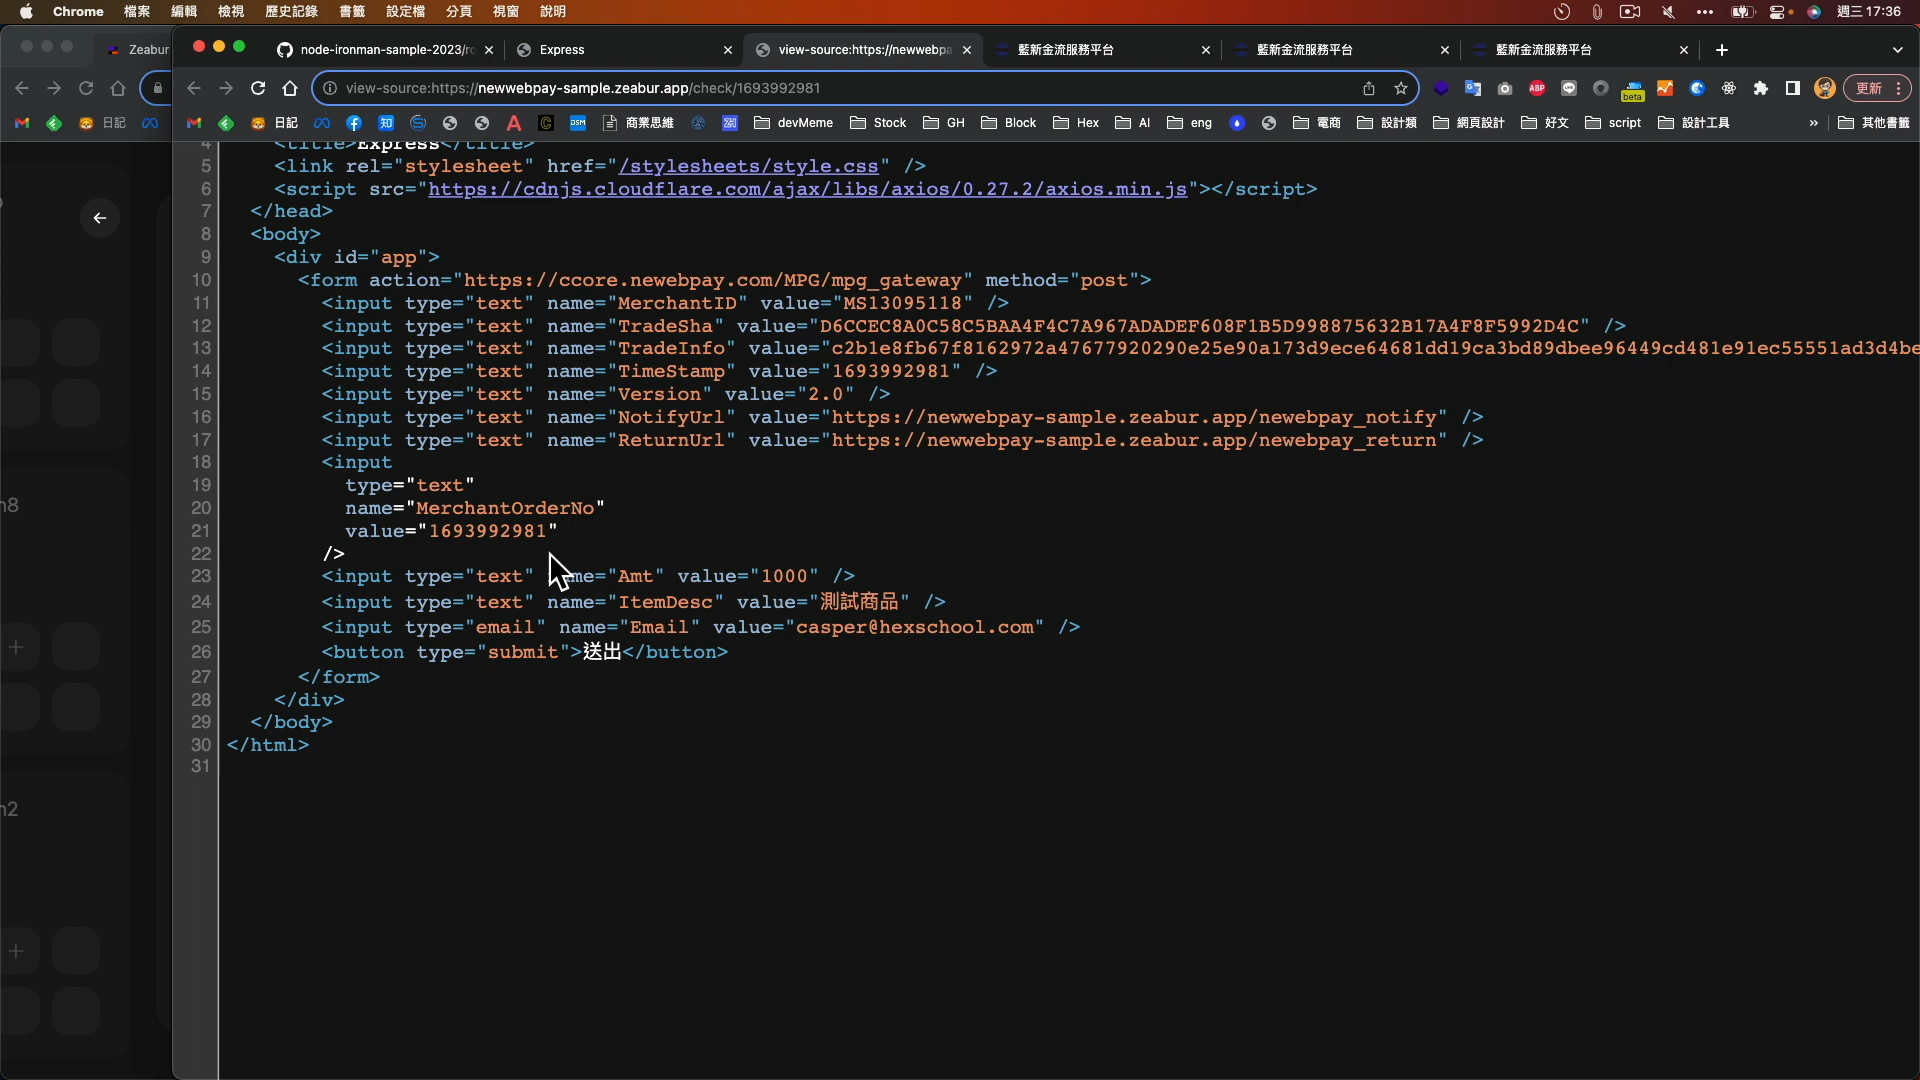 Chrome 檔案 編輯 檢視 歷史記錄 書籤 設定檔 分頁 視窗 說明 週三 17:36
Zeabur
node-ironman-sample-2023/ro
Express
view-source:https://newwebpa
藍新金流服務平台
藍新金流服務平台
藍新金流服務平台
view-source:https://newwebpay-sample.zeabur.app/check/1693992981
更新
日記
日記 商業思維 devMeme Stock GH Block Hex AI eng 電商 設計類 網頁設計 好文 script 設計工具 » 其他書籤
4 <title>Express</title>
5 <link rel="stylesheet" href="/stylesheets/style.css" />
6 <script src="https://cdnjs.cloudflare.com/ajax/libs/axios/0.27.2/axios.min.js"></script>
7 </head>
8 <body>
9 <div id="app">
10 <form action="https://ccore.newebpay.com/MPG/mpg_gateway" method="post">
11 <input type="text" name="MerchantID" value="MS13095118" />
12 <input type="text" name="TradeSha" value="D6CCEC8A0C58C5BAA4F4C7A967ADADEF608F1B5D998875632B17A4F8F5992D4C" />
13 <input type="text" name="TradeInfo" value="c2b1e8fb67f8162972a47677920290e25e90a173d9ece64681dd19ca3bd89dbee96449cd481e91ec55551ad3d4be
14 <input type="text" name="TimeStamp" value="1693992981" />
15 <input type="text" name="Version" value="2.0" />
16 <input type="text" name="NotifyUrl" value="https://newwebpay-sample.zeabur.app/newebpay_notify" />
17 <input type="text" name="ReturnUrl" value="https://newwebpay-sample.zeabur.app/newebpay_return" />
18 <input
19 type="text"
20 name="MerchantOrderNo"
21 value="1693992981"
22 />
23 <input type="text" name="Amt" value="1000" />
24 <input type="text" name="ItemDesc" value="測試商品" />
25 <input type="email" name="Email" value="casper@hexschool.com" />
26 <button type="submit">送出</button>
27 </form>
28 </div>
29 </body>
30 </html>
31